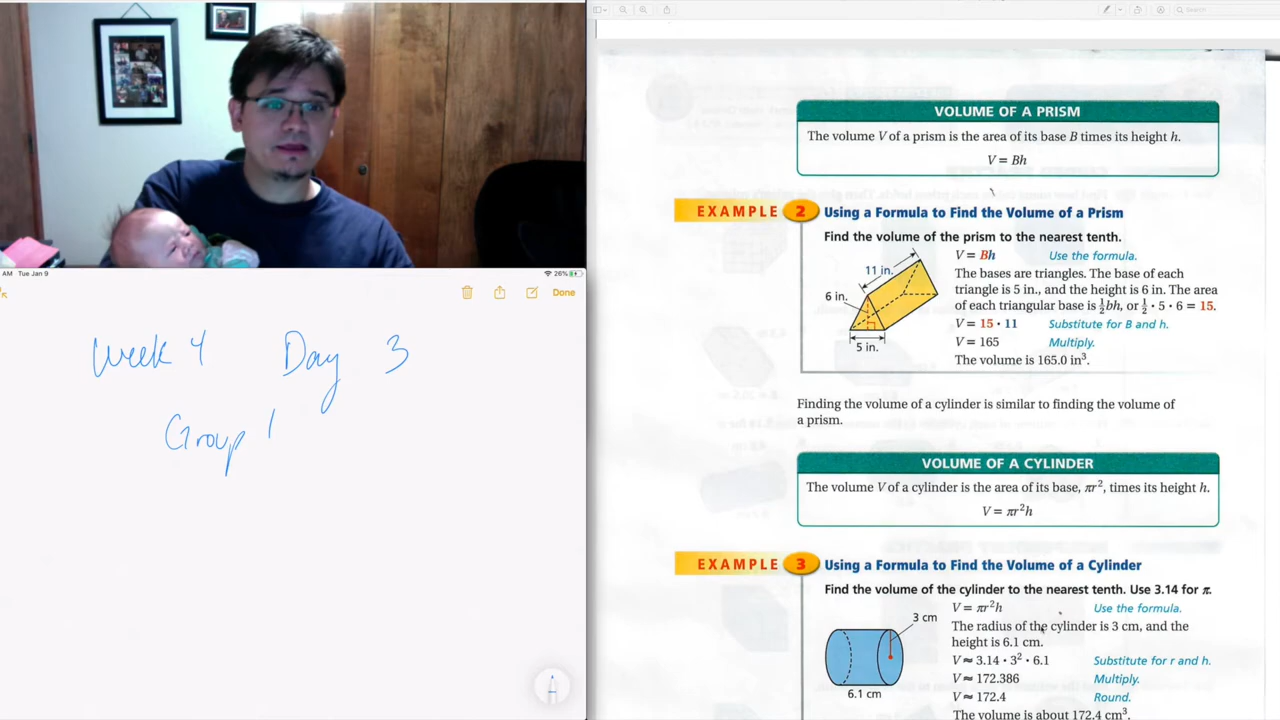 AM Tue Jan 9
26%
Done
Week 4 Day 3
Group 1
Search
VOLUME OF A PRISM
The volume V of a prism is the area of its base B times its height h.
V = Bh
EXAMPLE 2 Using a Formula to Find the Volume of a Prism
Find the volume of the prism to the nearest tenth.
11 in.
6 in.
5 in.
V = Bh Use the formula.
The bases are triangles. The base of each
triangle is 5 in., and the height is 6 in. The area
of each triangular base is ½bh, or ½ · 5 · 6 = 15.
V = 15 · 11 Substitute for B and h.
V = 165 Multiply.
The volume is 165.0 in³.
Finding the volume of a cylinder is similar to finding the volume of
a prism.
VOLUME OF A CYLINDER
The volume V of a cylinder is the area of its base, πr², times its height h.
V = πr²h
EXAMPLE 3 Using a Formula to Find the Volume of a Cylinder
Find the volume of the cylinder to the nearest tenth. Use 3.14 for π.
3 cm
6.1 cm
V = πr²h Use the formula.
The radius of the cylinder is 3 cm, and the
height is 6.1 cm.
V ≈ 3.14 · 3² · 6.1 Substitute for r and h.
V ≈ 172.386 Multiply.
V ≈ 172.4 Round.
The volume is about 172.4 cm³.